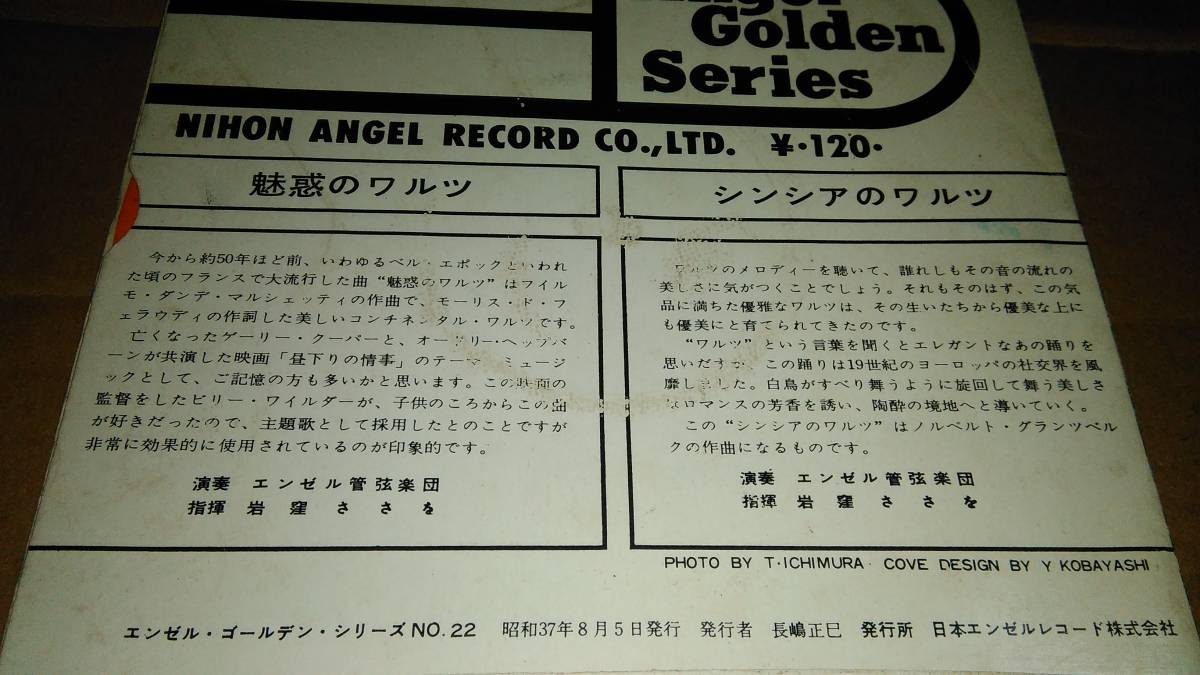 Angel
Golden
Series
NIHON ANGEL RECORD CO.,LTD. ¥·120·
魅惑のワルツ
今から約50年ほど前、いわゆるベル・エポックといわれ
た頃のフランスで大流行した曲“魅惑のワルツ”はフイル
モ・ダンデ・マルシェッティの作曲で、モーリス・ド・フ
ェラウディの作詞した美しいコンチネンタル・ワルツです。
亡くなったゲーリー・クーパーと、オードリー・ヘップバ
ーンが共演した映画「昼下りの情事」のテーマ ミュージ
ックとして、ご記憶の方も多いかと思います。この映画の
監督をしたビリー・ワイルダーが、子供のころからこの曲
が好きだったので、主題歌として採用したとのことですが
非常に効果的に使用されているのが印象的です。
演奏 エンゼル管弦楽団
指揮 岩窪ささを
シンシアのワルツ
ワルツのメロディーを聴いて、誰れしもその音の流れの
美しさに気がつくことでしょう。それもそのはず、この気
品に満ちた優雅なワルツは、その生いたちから優美な上に
も優美にと育てられてきたのです。
“ワルツ”という言葉を聞くとエレガントなあの踊りを
思いだすが、この踊りは19世紀のヨーロッパの社交界を風
靡しました。白鳥がすべり舞うように旋回して舞う美しさ
はロマンスの芳香を誘い、陶酔の境地へと導いていく。
この“シンシアのワルツ”はノルベルト・グランツベル
クの作曲になるものです。
演奏 エンゼル管弦楽団
指揮 岩窪ささを
PHOTO BY T·ICHIMURA· COVE DESIGN BY Y KOBAYASHI
エンゼル・ゴールデン・シリーズNO.22 昭和37年8月5日発行 発行者 長嶋正巳 発行所 日本エンゼルレコード株式会社